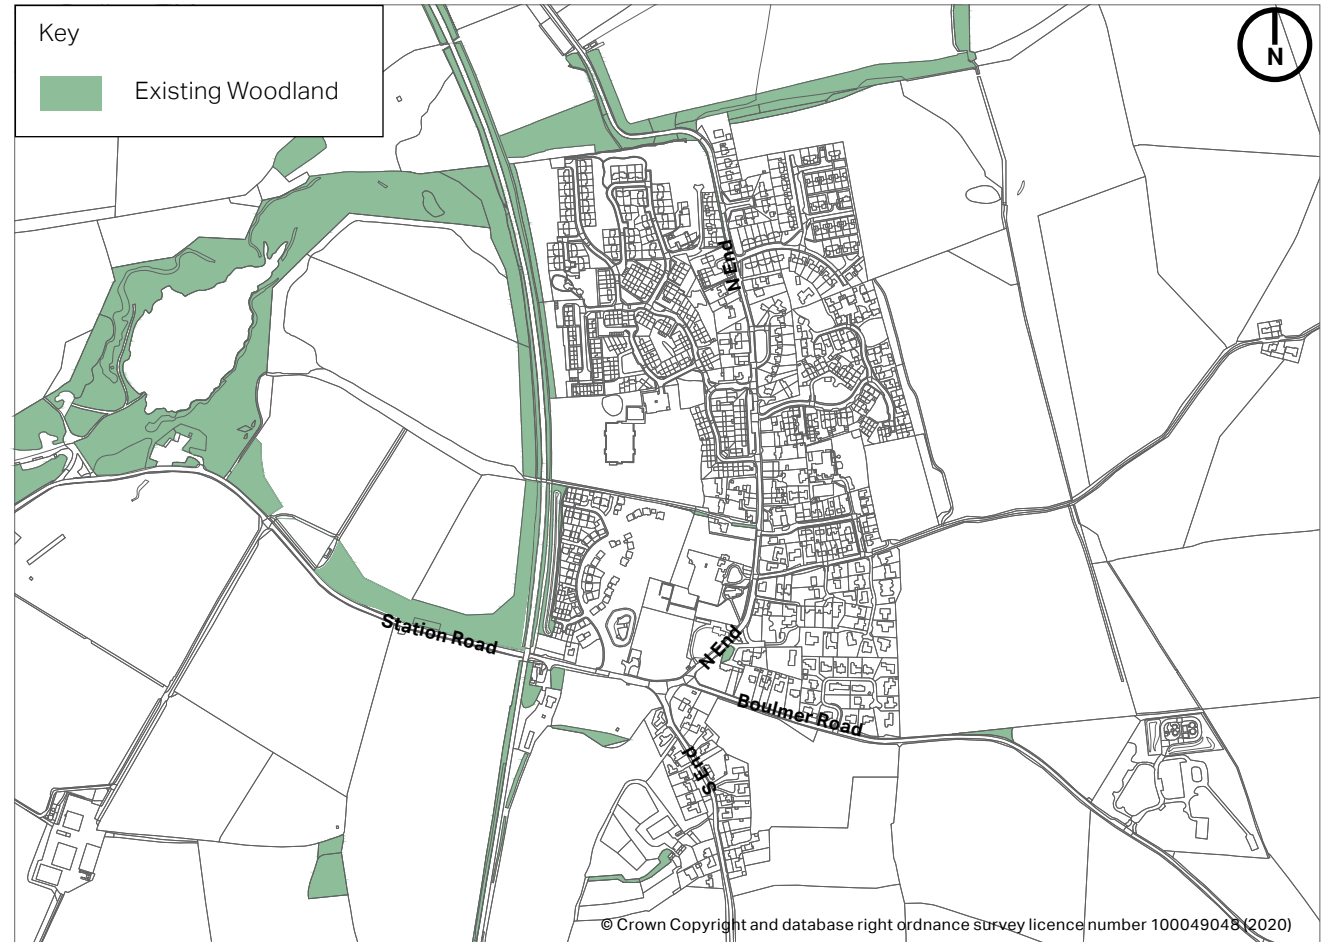 Key
Existing Woodland
N
N End
Station Road
N End
Boulmer Road
S End
© Crown Copyright and database right ordnance survey licence number 100049048 (2020)